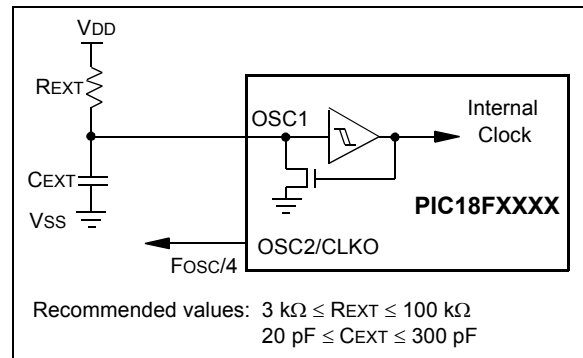 VDD
REXT
OSC1
Internal
Clock
CEXT
PIC18FXXXX
VSS
OSC2/CLKO
FOSC/4
Recommended values: 3 kΩ ≤ REXT ≤ 100 kΩ
20 pF ≤ CEXT ≤ 300 pF